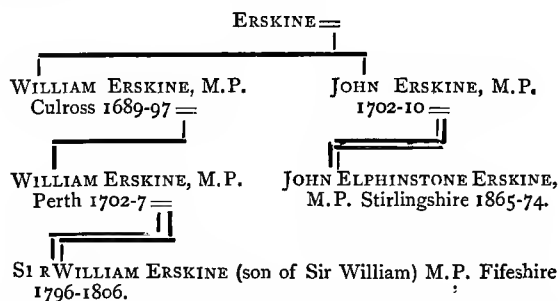 ERSKINE
WILLIAM ERSKINE, M.P.
Culross 1689-97
JOHN ERSKINE, M.P.
1702-10
WILLIAM ERSKINE, M.P.
Perth 1702-7
JOHN ELPHINSTONE ERSKINE,
M.P. Stirlingshire 1865-74.
SIR WILLIAM ERSKINE (son of Sir William) M.P. Fifeshire
1796-1806.